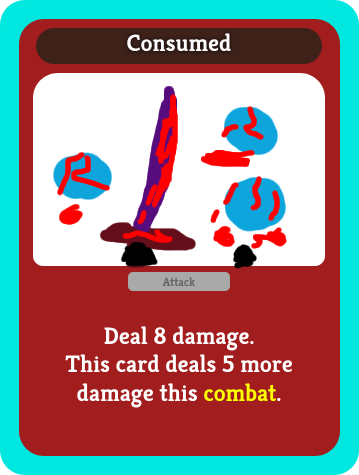 Consumed
Attack
Deal 8 damage.
This card deals 5 more
damage this combat.